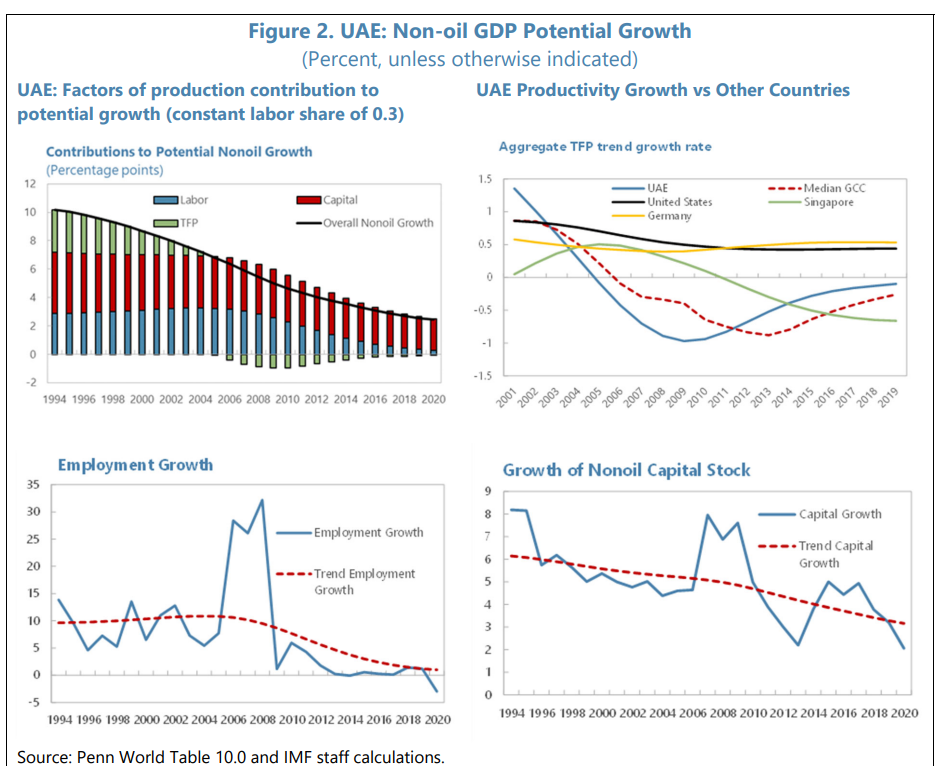 Figure 2. UAE: Non-oil GDP Potential Growth
(Percent, unless otherwise indicated)
UAE: Factors of production contribution to
potential growth (constant labor share of 0.3)
Contributions to Potential Nonoil Growth
(Percentage points)
12
10
8
6
4
2
0
-2
Labor
Capital
TFP
Overall Nonoil Growth
1994 1996 1998 2000 2002 2004 2006 2008 2010 2012 2014 2016 2018 2020
UAE Productivity Growth vs Other Countries
Aggregate TFP trend growth rate
1.5
1
0.5
0
-0.5
-1
-1.5
UAE
Median GCC
United States
Singapore
Germany
2001 2002 2003 2004 2005 2006 2007 2008 2009 2010 2011 2012 2013 2014 2015 2016 2017 2018 2019
Employment Growth
35
30
25
20
15
10
5
0
-5
Employment Growth
Trend Employment
Growth
1994 1996 1998 2000 2002 2004 2006 2008 2010 2012 2014 2016 2018 2020
Growth of Nonoil Capital Stock
9
8
7
6
5
4
3
2
1
0
Capital Growth
Trend Capital
Growth
1994 1996 1998 2000 2002 2004 2006 2008 2010 2012 2014 2016 2018 2020
Source: Penn World Table 10.0 and IMF staff calculations.